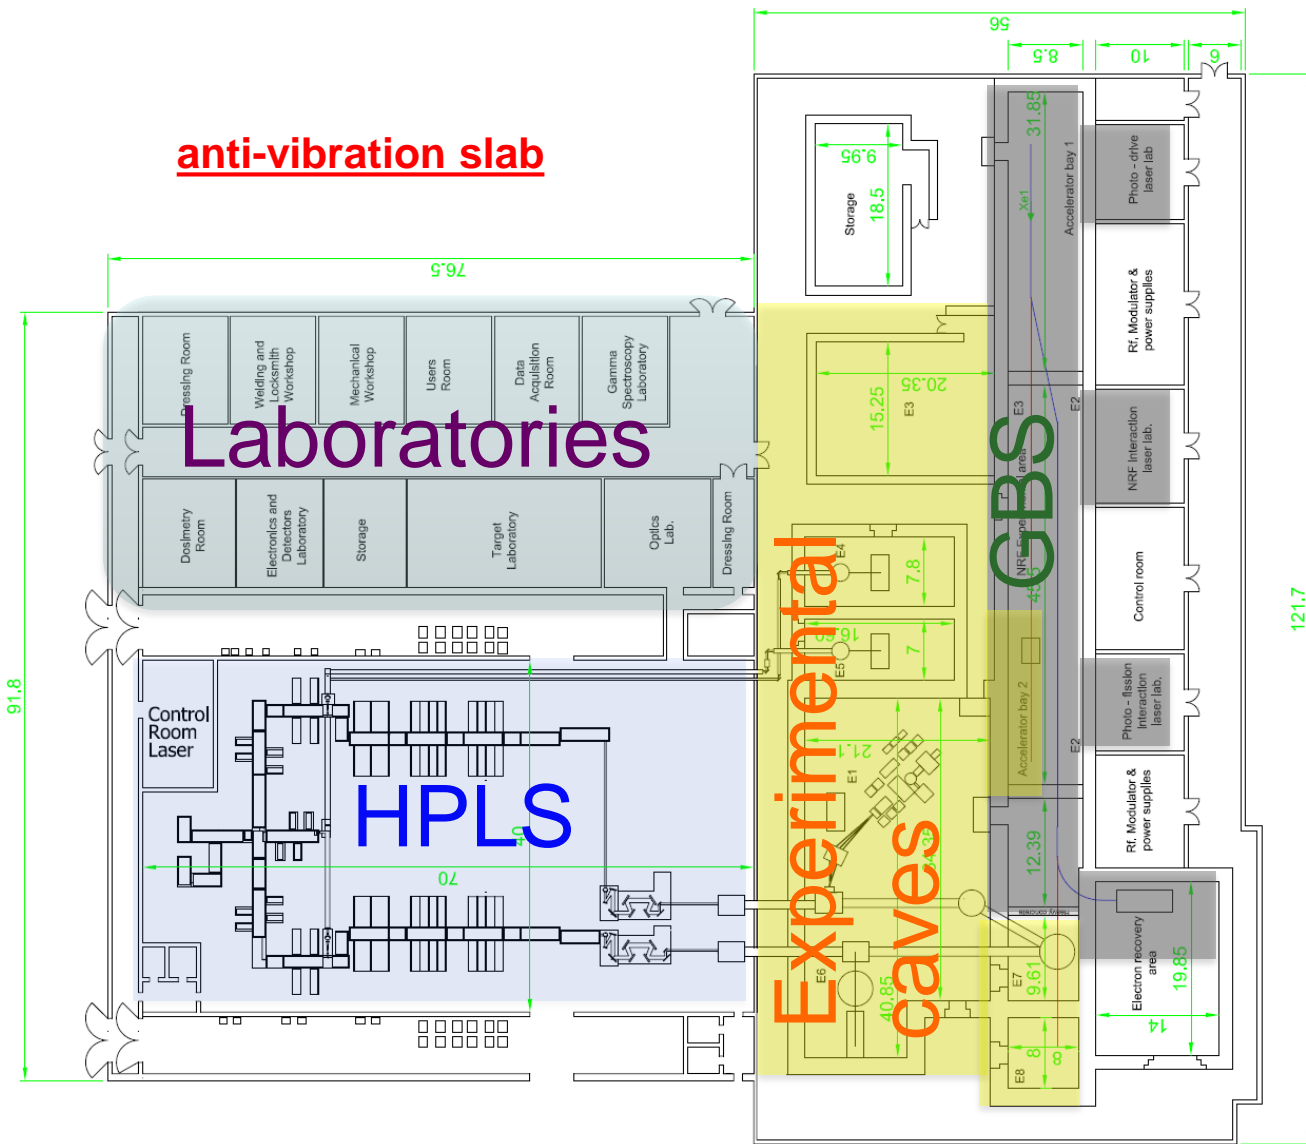 56
8.5
10
6
anti-vibration slab
31.85
9.95
Storage
18.5
Xe1
Accelerator bay 1
Photo - drive
laser lab
76.5
Rf, Modulator &
power supplies
Dressing Room
Welding and
Locksmith
Workshop
Mechanical
Workshop
Users
Room
Data
Acquisition
Room
Gamma
Spectroscopy
Laboratory
20.35
15.25
E3
E3
E2
Laboratories
GBS
NRF Interaction
laser lab.
Dosimetry
Room
Electronics and
Detectors
Laboratory
Storage
Target
Laboratory
Optics
Lab.
Dressing Room
E4
7.8
Control room
121.7
E5
7
91.8
Control
Room
Laser
Accelerator bay 2
E2
Photo - fission
Interaction
laser lab.
21.1
E1
Experimental
caves
HPLS
40
70
12.39
Rf. Modulator &
power supplies
Heavy concrete
Electron recovery
area
19.85
14
E6
40.85
E7
9.61
E8
8
8